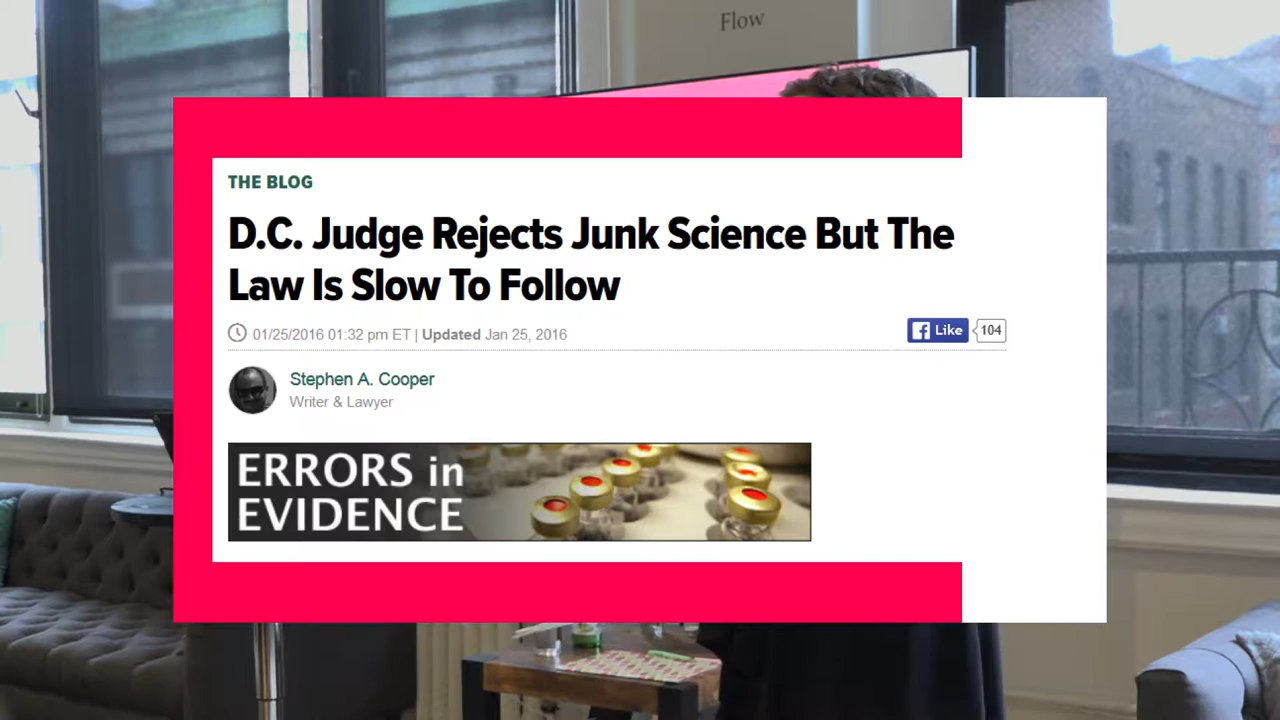 Flow
THE BLOG
D.C. Judge Rejects Junk Science But The
Law Is Slow To Follow
01/25/2016 01:32 pm ET | Updated Jan 25, 2016
Like 104
Stephen A. Cooper
Writer & Lawyer
ERRORS in
EVIDENCE